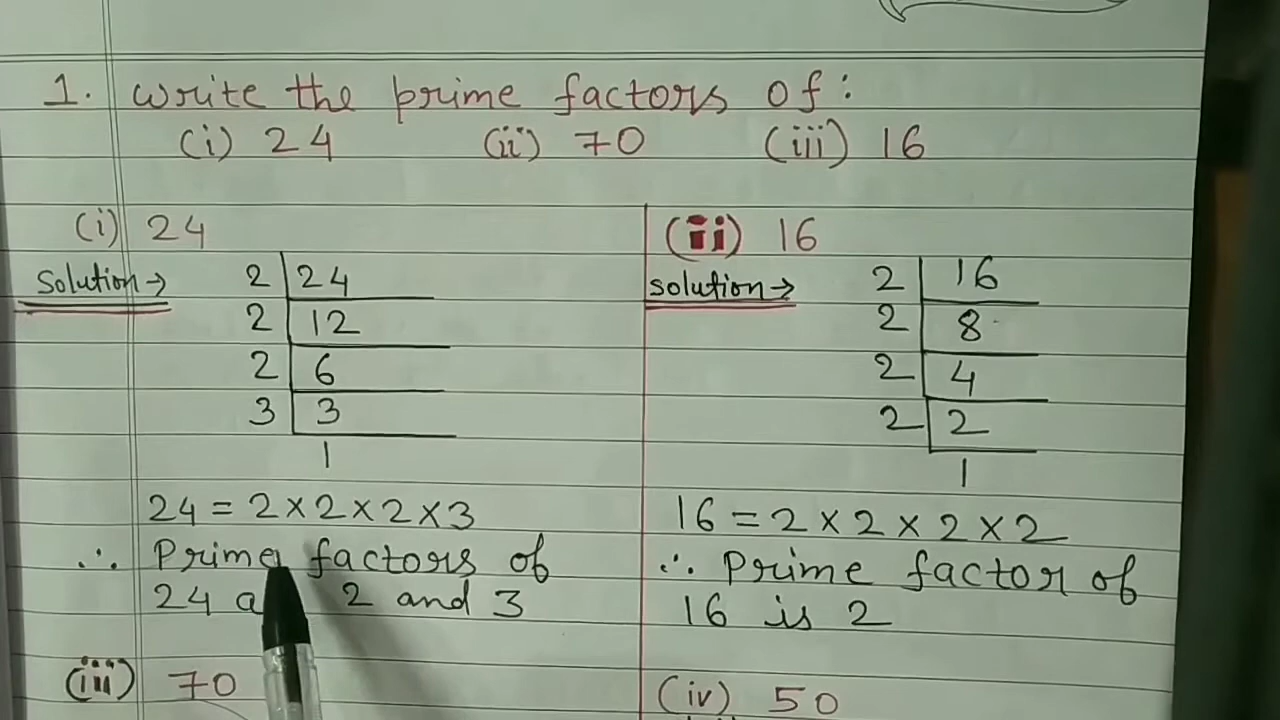 1. Write the prime factors of:
(i) 24 (ii) 70 (iii) 16
(i) 24
Solution →
2 24
2 12
2 6
3 3
1
24 = 2 × 2 × 2 × 3
∴ Prime factors of
24 a 2 and 3
(ii) 16
solution →
2 16
2 8
2 4
2 2
1
16 = 2 × 2 × 2 × 2
∴ Prime factor of
16 is 2
(iii) 70
(iv) 50